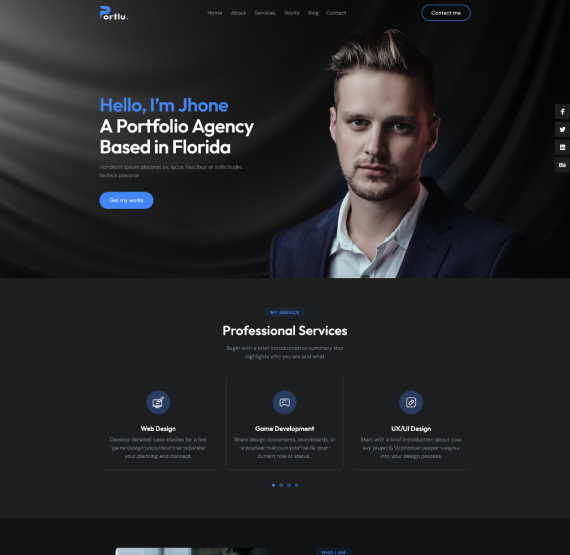 Portlu.
Home About Services Works Blog Contact
Contact me
Hello, I'm Jhone
A Portfolio Agency
Based in Florida
Hendrerit ipsum placerat ex, lacus, faucibus at sollicitudin.
facilisis placerat
Get my works
Bē
MY SERVICE
Professional Services
Begin with a brief introduction or summary that
highlights who you are and what
Web Design
Develop detailed case studies for a few
your planning and concept.
Game Development
Share design documents, storyboards, or
current role or status.
UX/UI Design
Start with a brief introduction about your
into your design process.
WHO I AM